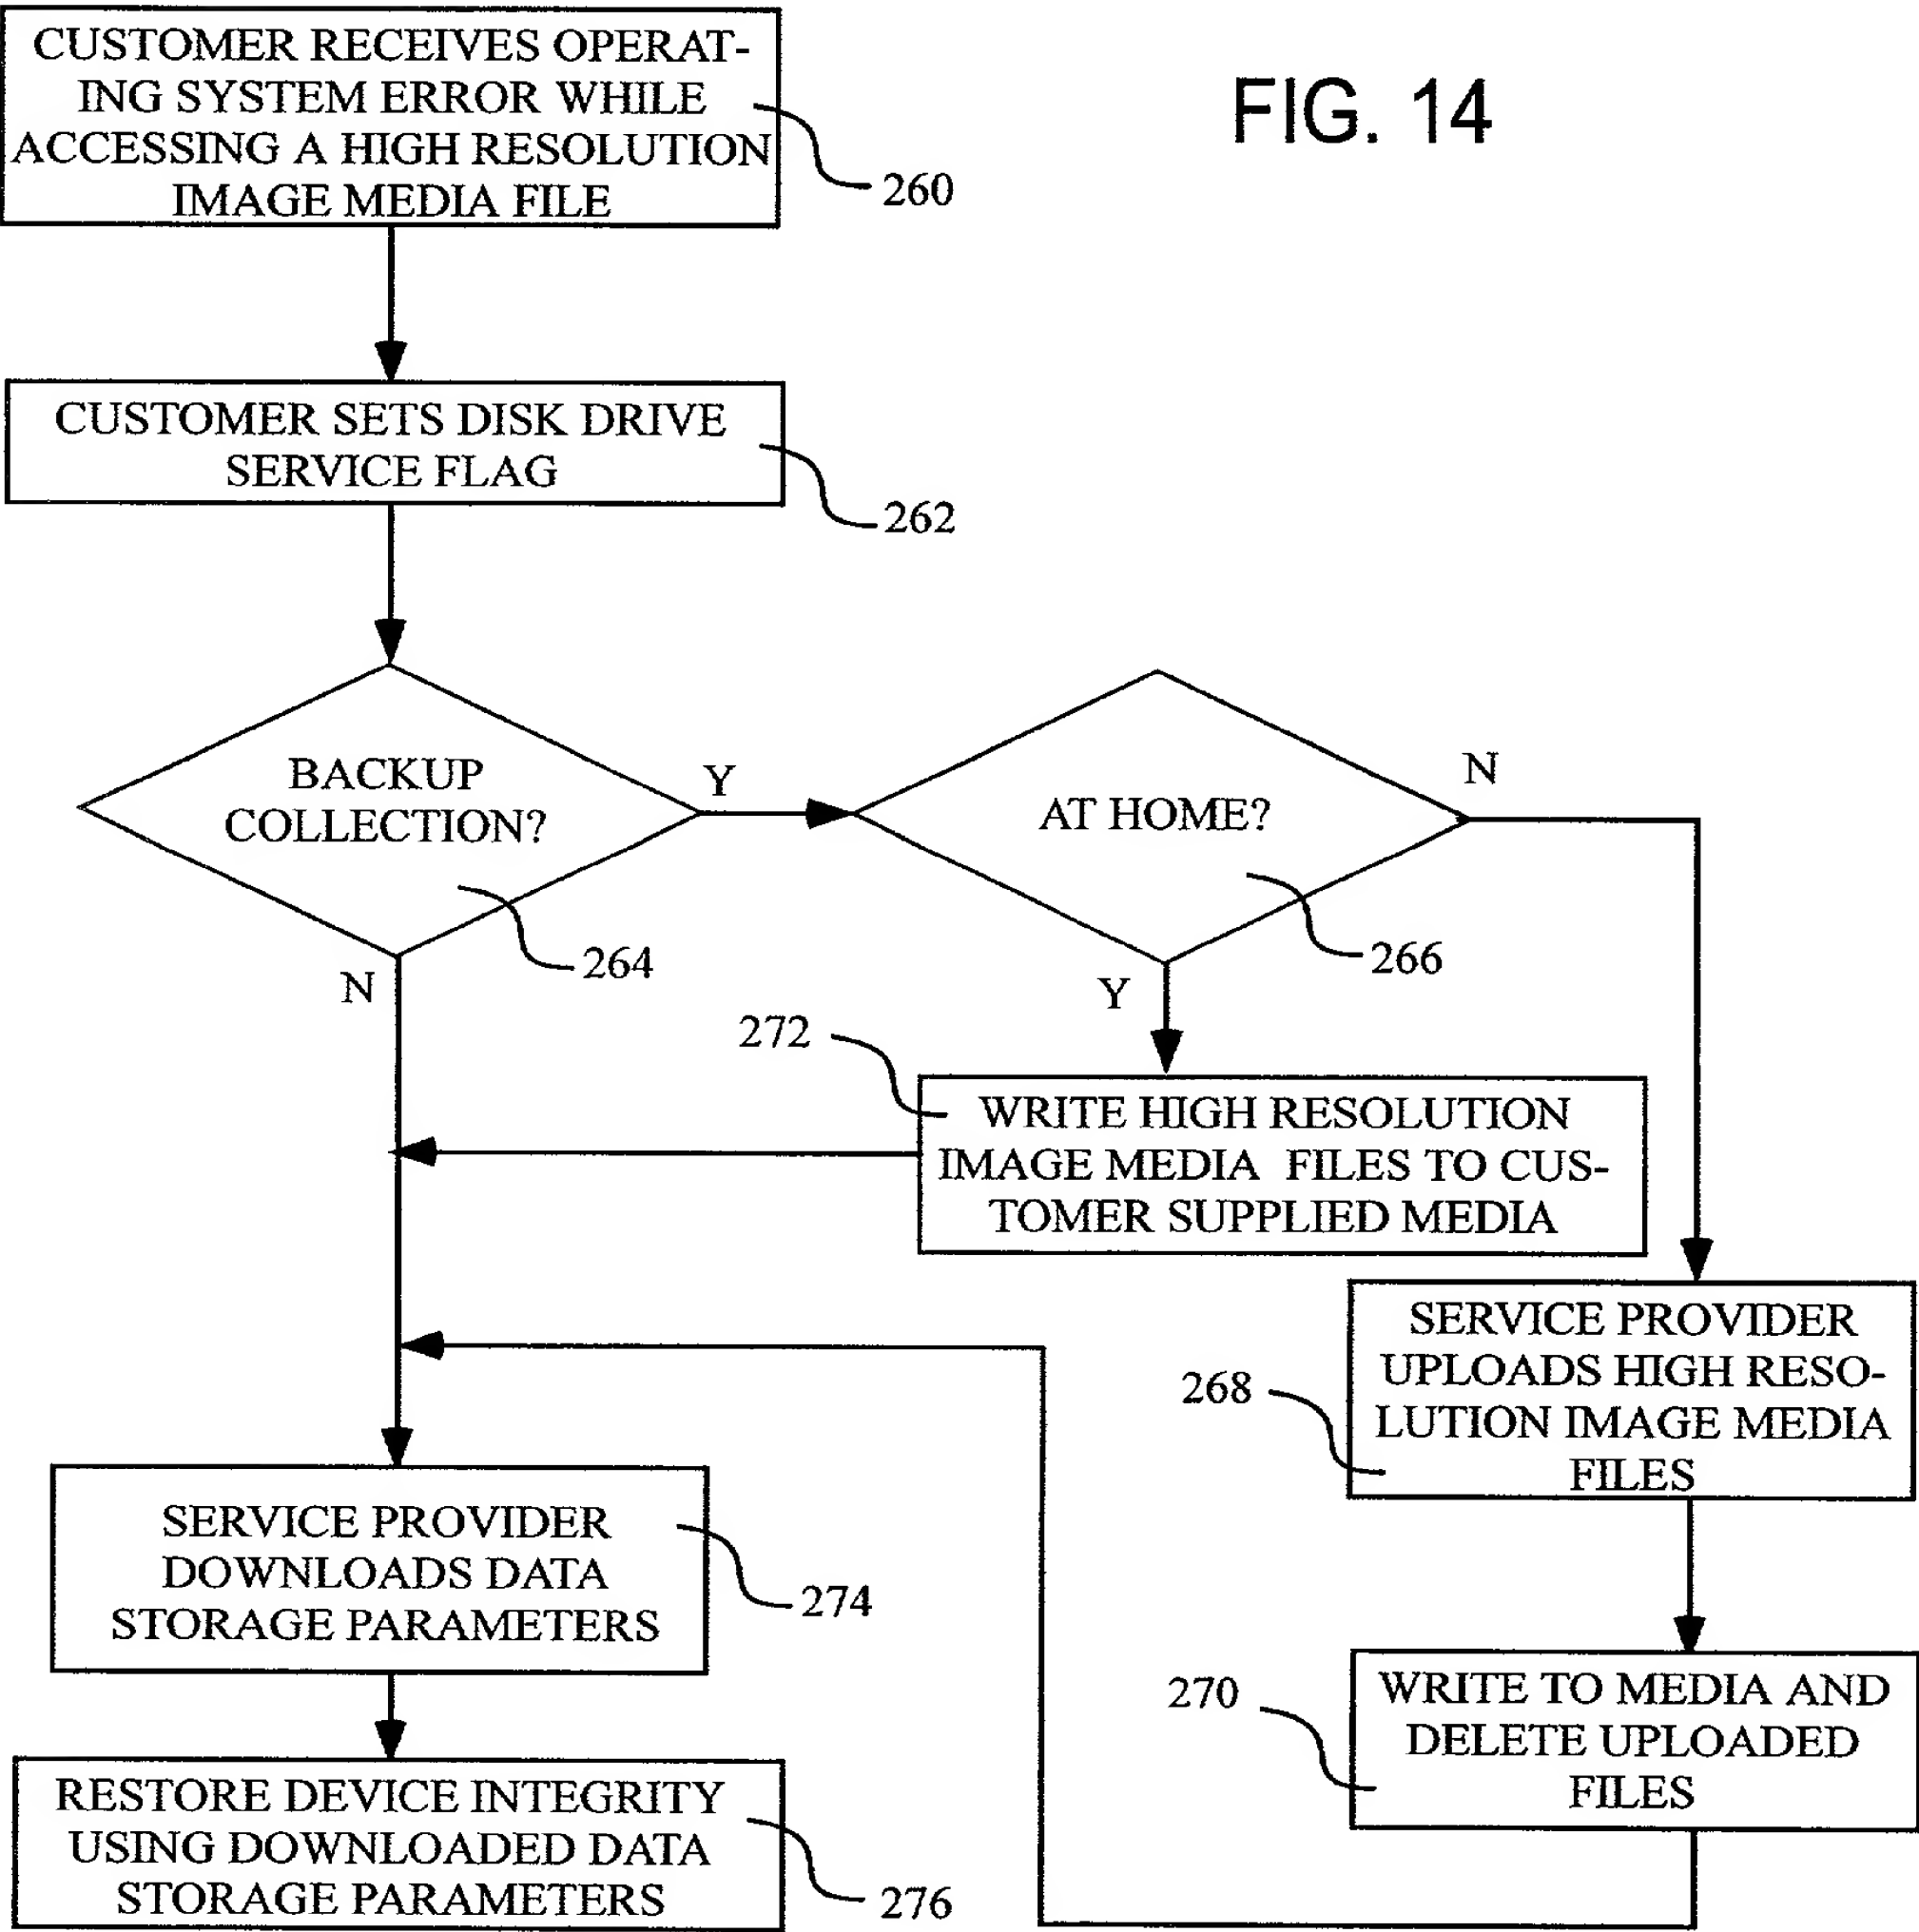 CUSTOMER RECEIVES OPERAT-
ING SYSTEM ERROR WHILE
ACCESSING A HIGH RESOLUTION
IMAGE MEDIA FILE
260
FIG. 14
CUSTOMER SETS DISK DRIVE
SERVICE FLAG
262
BACKUP
COLLECTION?
264
Y
N
AT HOME?
266
N
Y
272
WRITE HIGH RESOLUTION
IMAGE MEDIA FILES TO CUS-
TOMER SUPPLIED MEDIA
SERVICE PROVIDER
UPLOADS HIGH RESO-
LUTION IMAGE MEDIA
FILES
268
SERVICE PROVIDER
DOWNLOADS DATA
STORAGE PARAMETERS
274
270
WRITE TO MEDIA AND
DELETE UPLOADED
FILES
RESTORE DEVICE INTEGRITY
USING DOWNLOADED DATA
STORAGE PARAMETERS
276